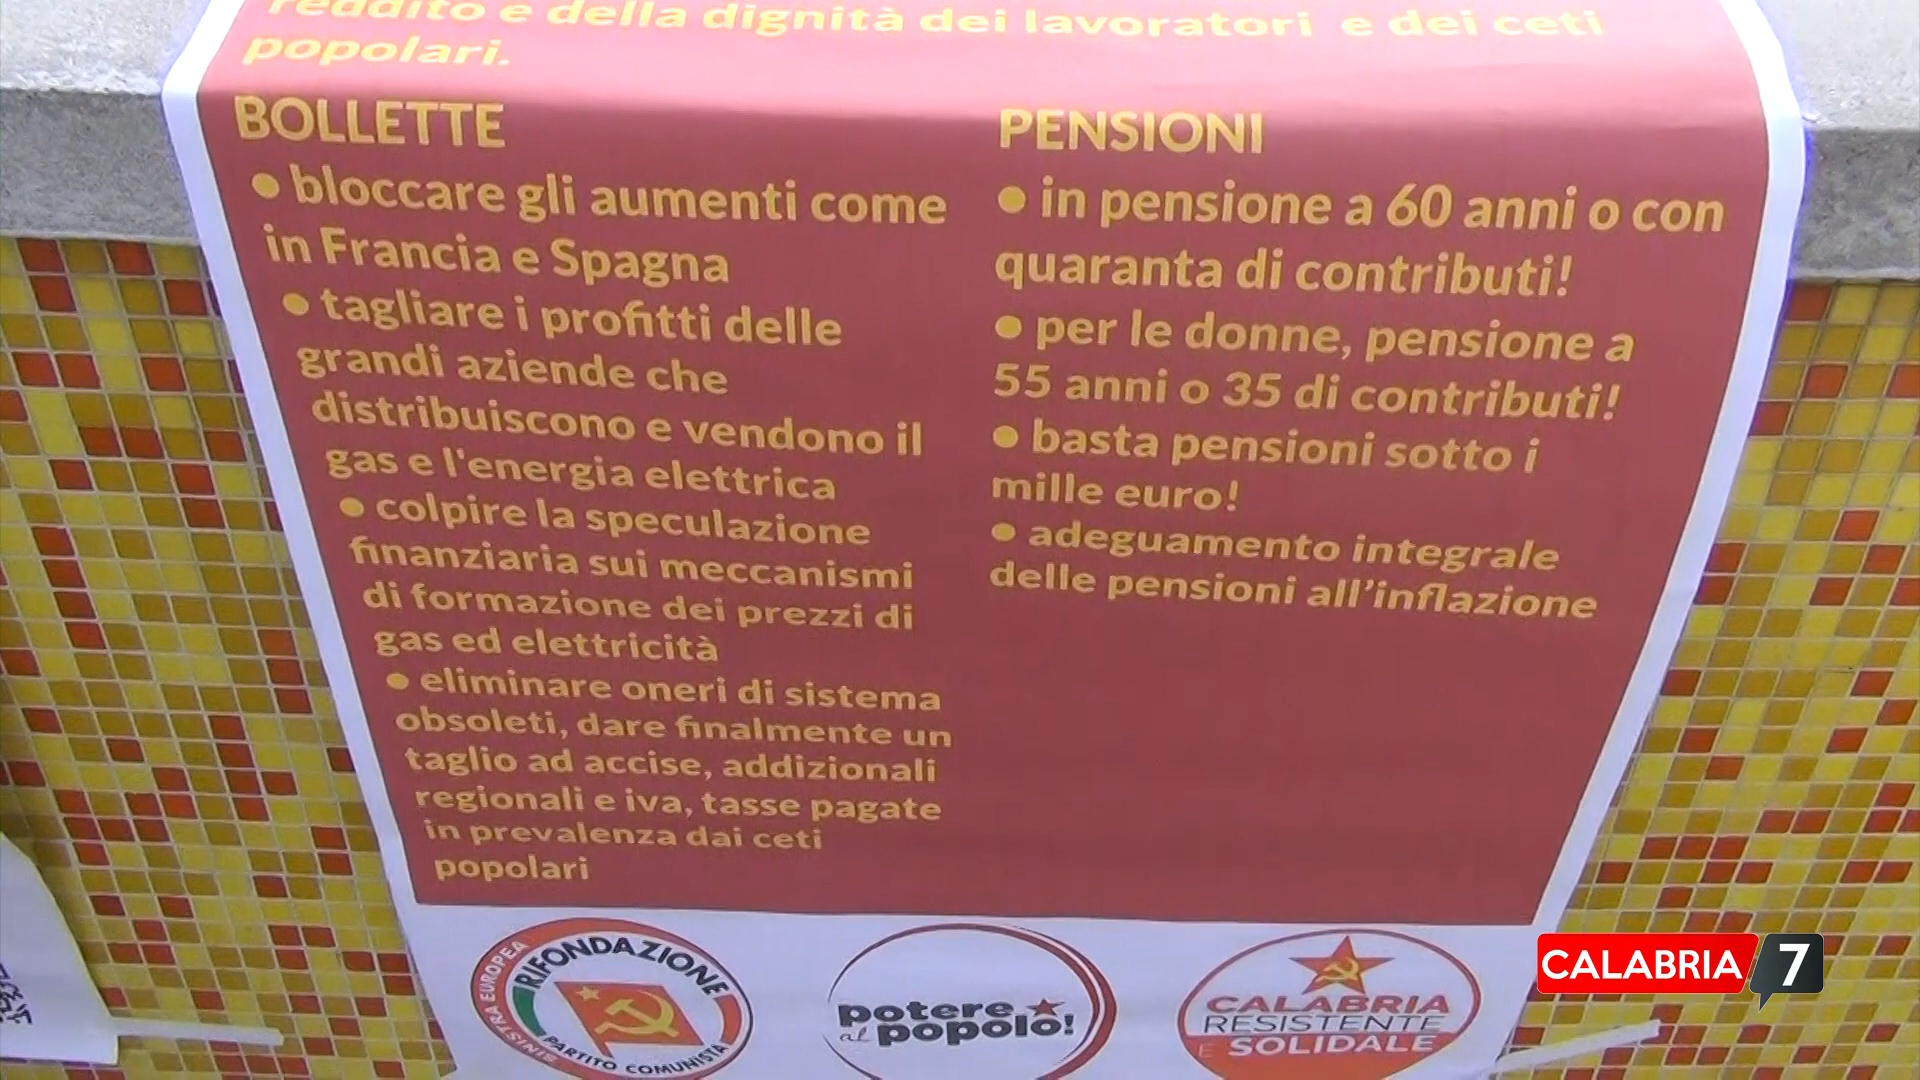 reddito e della dignità dei lavoratori e dei ceti
popolari.
BOLLETTE
• bloccare gli aumenti come
in Francia e Spagna
• tagliare i profitti delle
grandi aziende che
distribuiscono e vendono il
gas e l'energia elettrica
• colpire la speculazione
finanziaria sui meccanismi
di formazione dei prezzi di
gas ed elettricità
• eliminare oneri di sistema
obsoleti, dare finalmente un
taglio ad accise, addizionali
regionali e iva, tasse pagate
in prevalenza dai ceti
popolari
PENSIONI
• in pensione a 60 anni o con
quaranta di contributi!
• per le donne, pensione a
55 anni o 35 di contributi!
• basta pensioni sotto i
mille euro!
• adeguamento integrale
delle pensioni all'inflazione
RIFONDAZIONE
SINISTRA EUROPEA
PARTITO COMUNISTA
potere
al popolo!
CALABRIA
RESISTENTE
E SOLIDALE
CALABRIA 7